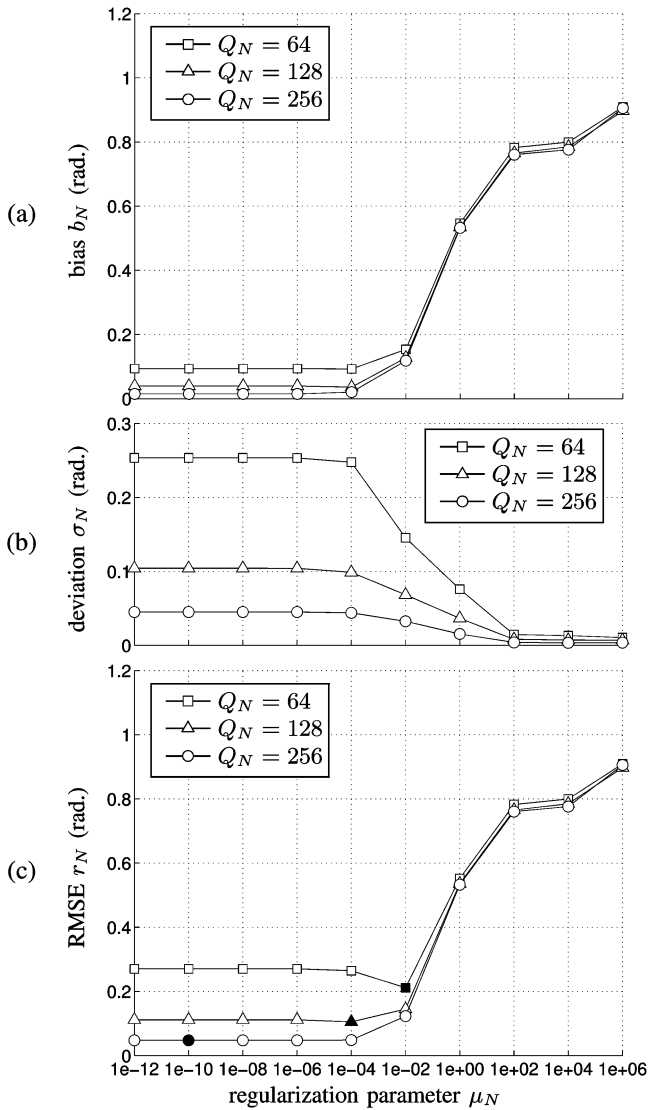 1.2
1
0.8
0.6
0.4
0.2
0
(a)
bias b_N (rad.)
Q_N = 64
Q_N = 128
Q_N = 256
0.3
0.2
0.1
0
(b)
deviation σ_N (rad.)
Q_N = 64
Q_N = 128
Q_N = 256
1.2
1
0.8
0.6
0.4
0.2
0
(c)
RMSE r_N (rad.)
Q_N = 64
Q_N = 128
Q_N = 256
1e-12 1e-10 1e-08 1e-06 1e-04 1e-02 1e+00 1e+02 1e+04 1e+06
regularization parameter μ_N